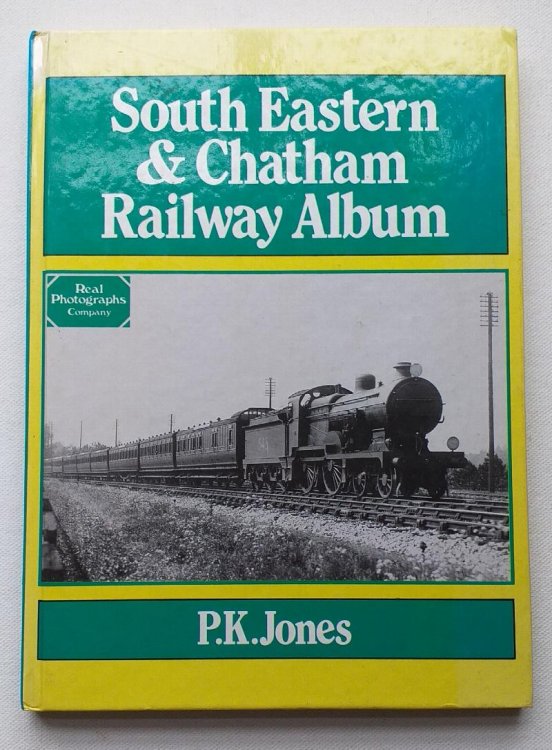 South Eastern
& Chatham
Railway Album
Real
Photographs
Company
P.K.Jones